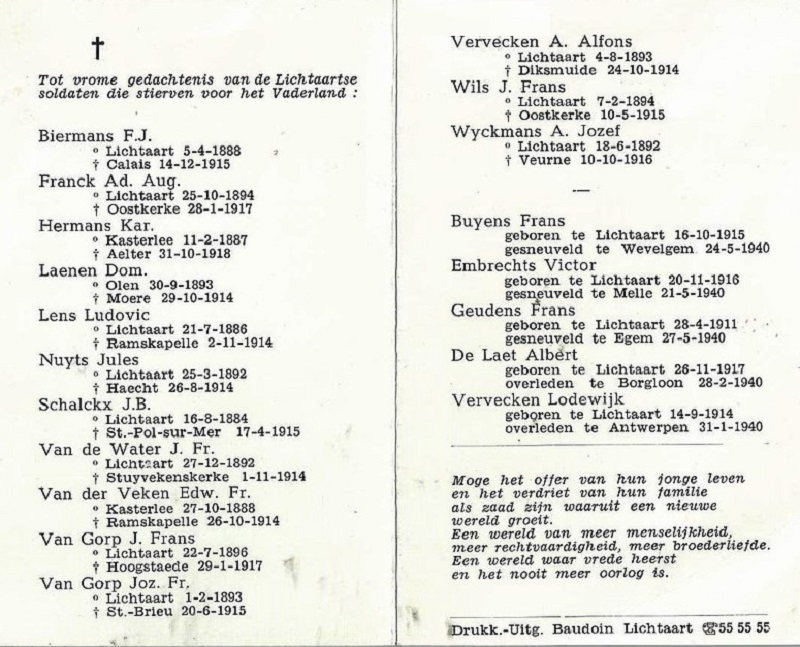 †
Tot vrome gedachtenis van de Lichtaartse
soldaten die stierven voor het Vaderland :
Biermans F.J.
° Lichtaart 5-4-1888
† Calais 14-12-1915
Franck Ad. Aug.
° Lichtaart 25-10-1894
† Oostkerke 28-1-1917
Hermans Kar.
° Kasterlee 11-2-1887
† Aelter 31-10-1918
Laenen Dom.
° Olen 30-9-1893
† Moere 29-10-1914
Lens Ludovic
° Lichtaart 21-7-1886
† Ramskapelle 2-11-1914
Nuyts Jules
° Lichtaart 25-3-1892
† Haecht 26-8-1914
Schalckx J.B.
° Lichtaart 16-8-1884
† St.-Pol-sur-Mer 17-4-1915
Van de Water J. Fr.
° Lichtaart 27-12-1892
† Stuyvekenskerke 1-11-1914
Van der Veken Edw. Fr.
° Kasterlee 27-10-1888
† Ramskapelle 26-10-1914
Van Gorp J. Frans
° Lichtaart 22-7-1896
† Hoogstaede 29-1-1917
Van Gorp Joz. Fr.
° Lichtaart 1-2-1893
† St.-Brieu 20-6-1915
Vervecken A. Alfons
° Lichtaart 4-8-1893
† Diksmuide 24-10-1914
Wils J. Frans
° Lichtaart 7-2-1894
† Oostkerke 10-5-1915
Wyckmans A. Jozef
° Lichtaart 18-6-1892
† Veurne 10-10-1916
—
Buyens Frans
geboren te Lichtaart 16-10-1915
gesneuveld te Wevelgem 24-5-1940
Embrechts Victor
geboren te Lichtaart 20-11-1916
gesneuveld te Melle 21-5-1940
Geudens Frans
geboren te Lichtaart 28-4-1911
gesneuveld te Egem 27-5-1940
De Laet Albert
geboren te Lichtaart 26-11-1917
overleden te Borgloon 28-2-1940
Vervecken Lodewijk
geboren te Lichtaart 14-9-1914
overleden te Antwerpen 31-1-1940
Moge het offer van hun jonge leven
en het verdriet van hun familie
als zaad zijn waaruit een nieuwe
wereld groeit.
Een wereld van meer menselijkheid,
meer rechtvaardigheid, meer broederliefde.
Een wereld waar vrede heerst
en het nooit meer oorlog is.
Drukk.-Uitg. Baudoin Lichtaart ☎55 55 55